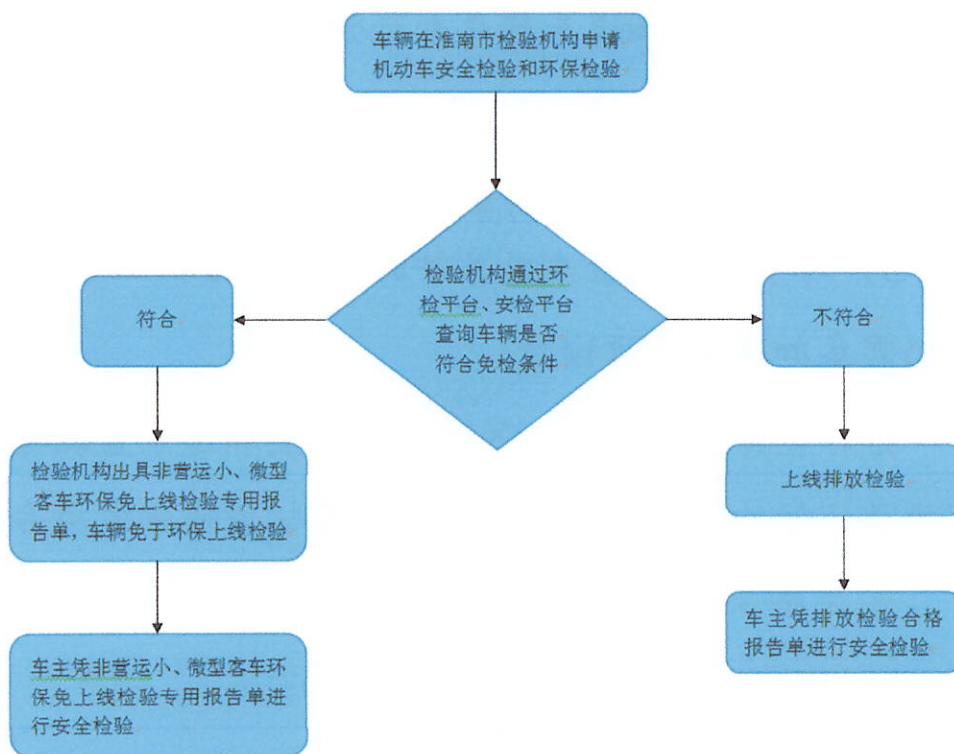 车辆在淮南市检验机构申请
机动车安全检验和环保检验
检验机构通过环
检平台、安检平台
查询车辆是否
符合免检条件
符合
不符合
检验机构出具非营运小、微型
客车环保免上线检验专用报
告单，车辆免于环保上线检验
上线排放检验
车主凭非营运小、微型客车环
保免上线检验专用报告单进
行安全检验
车主凭排放检验合格
报告单进行安全检验